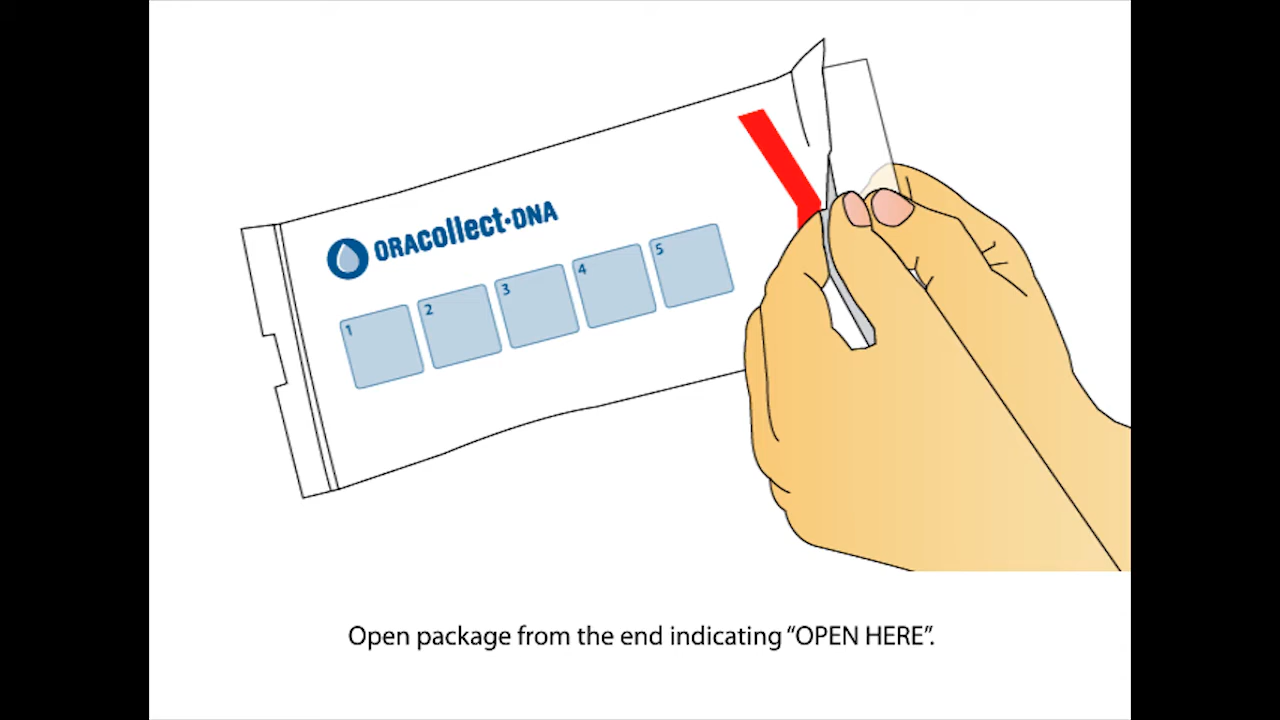 ORAcollect·DNA
1
2
3
4
5
Open package from the end indicating “OPEN HERE”.